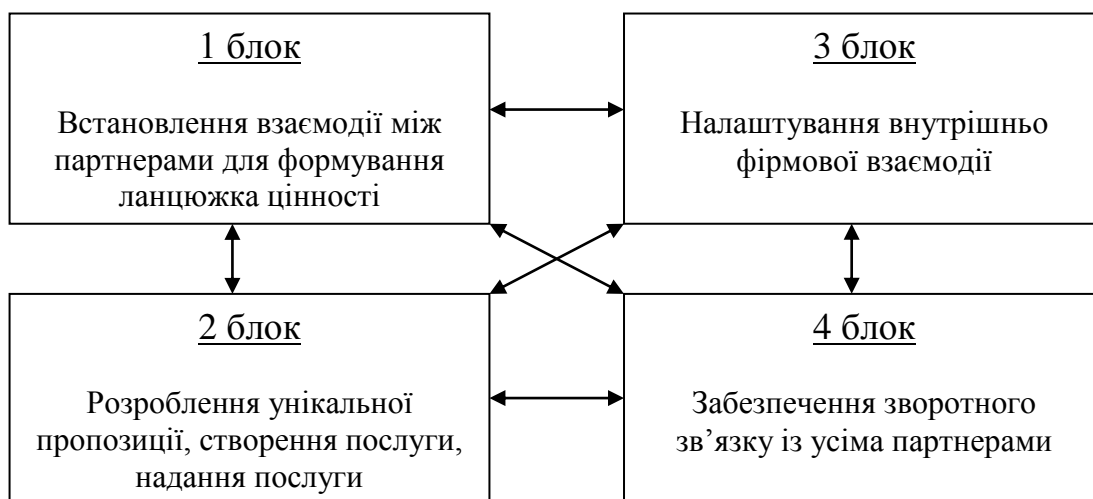 1 блок
Встановлення взаємодії між
партнерами для формування
ланцюжка цінності
3 блок
Налаштування внутрішньо
фірмової взаємодії
2 блок
Розроблення унікальної
пропозиції, створення послуги,
надання послуги
4 блок
Забезпечення зворотного
зв’язку із усіма партнерами